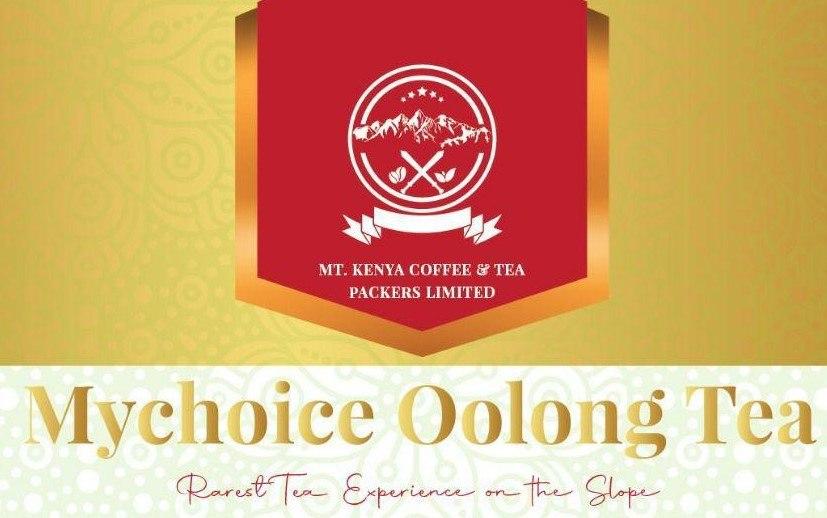 MT. KENYA COFFEE & TEA
PACKERS LIMITED
Mychoice Oolong Tea
Rarest Tea Experience on the Slope